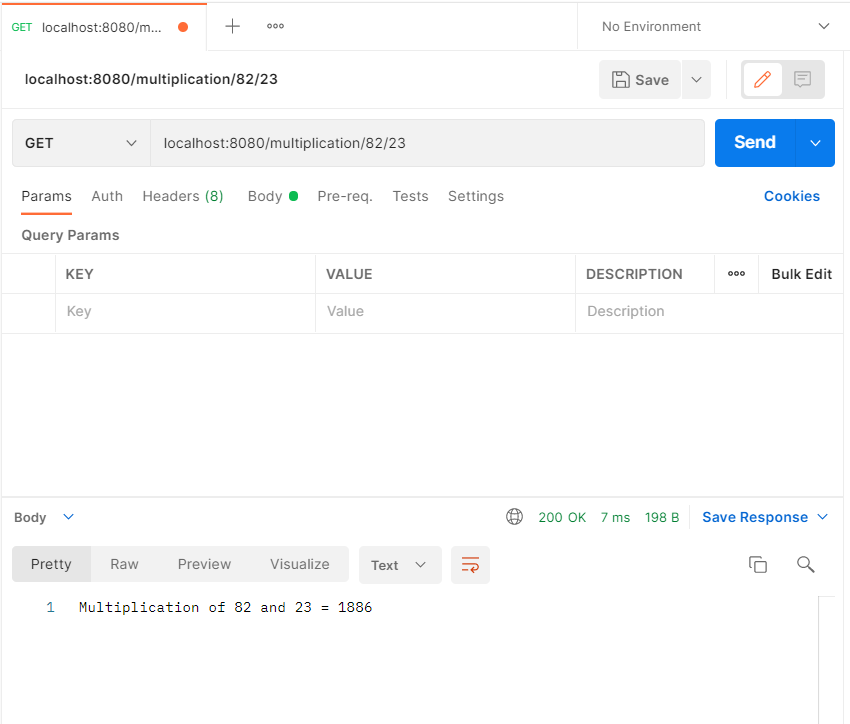 GET localhost:8080/m... No Environment
localhost:8080/multiplication/82/23 Save
GET localhost:8080/multiplication/82/23 Send
Params Auth Headers (8) Body Pre-req. Tests Settings Cookies
Query Params
KEY VALUE DESCRIPTION Bulk Edit
Key Value Description
Body 200 OK 7 ms 198 B Save Response
Pretty Raw Preview Visualize Text
1 Multiplication of 82 and 23 = 1886